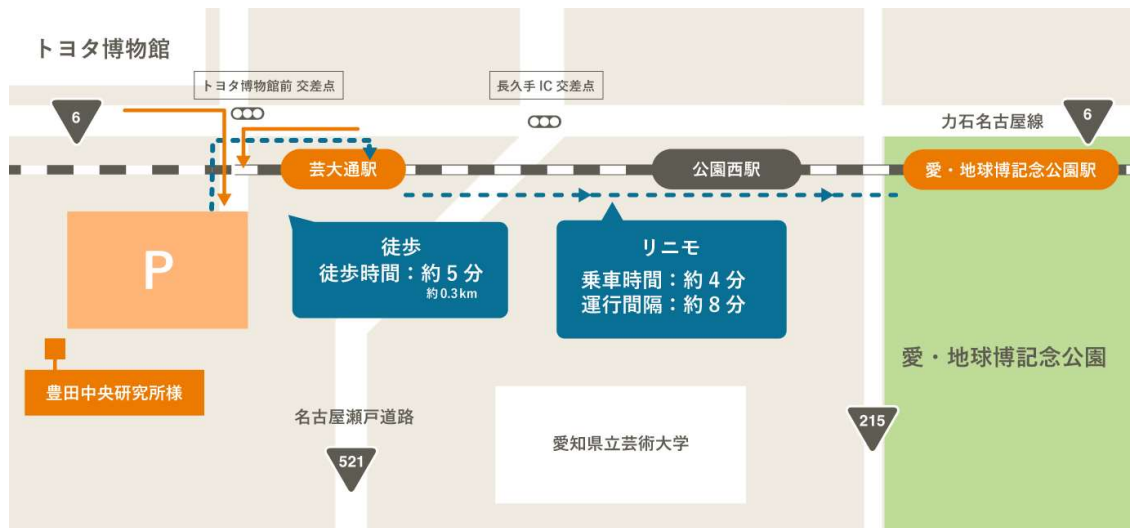 トヨタ博物館
トヨタ博物館前 交差点
長久手 IC 交差点
6
力石名古屋線
6
芸大通駅
公園西駅
愛・地球博記念公園駅
P
徒歩
徒歩時間：約 5 分
約0.3km
リニモ
乗車時間：約 4 分
運行間隔：約 8 分
愛・地球博記念公園
豊田中央研究所様
名古屋瀬戸道路
521
愛知県立芸術大学
215